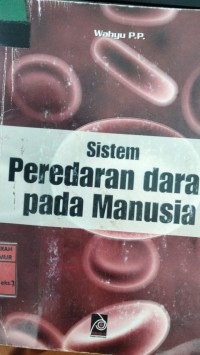 Wahyu P.P.
Sistem
Peredaran dara
pada Manusia